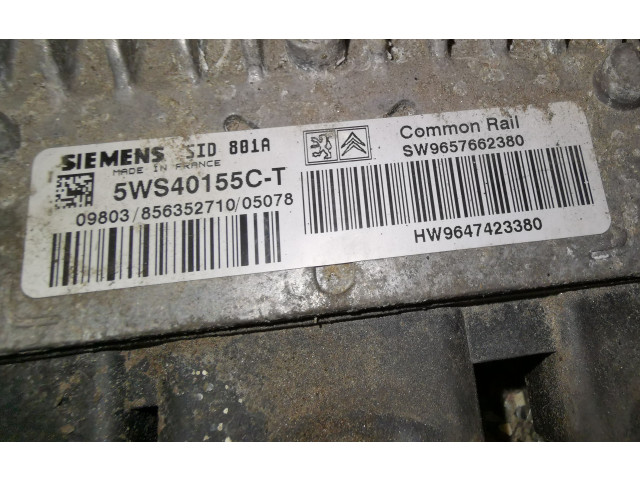 SIEMENS SID 801A
MADE IN FRANCE
5WS40155C-T
09803/856352710/05078
Common Rail
SW9657662380
HW9647423380